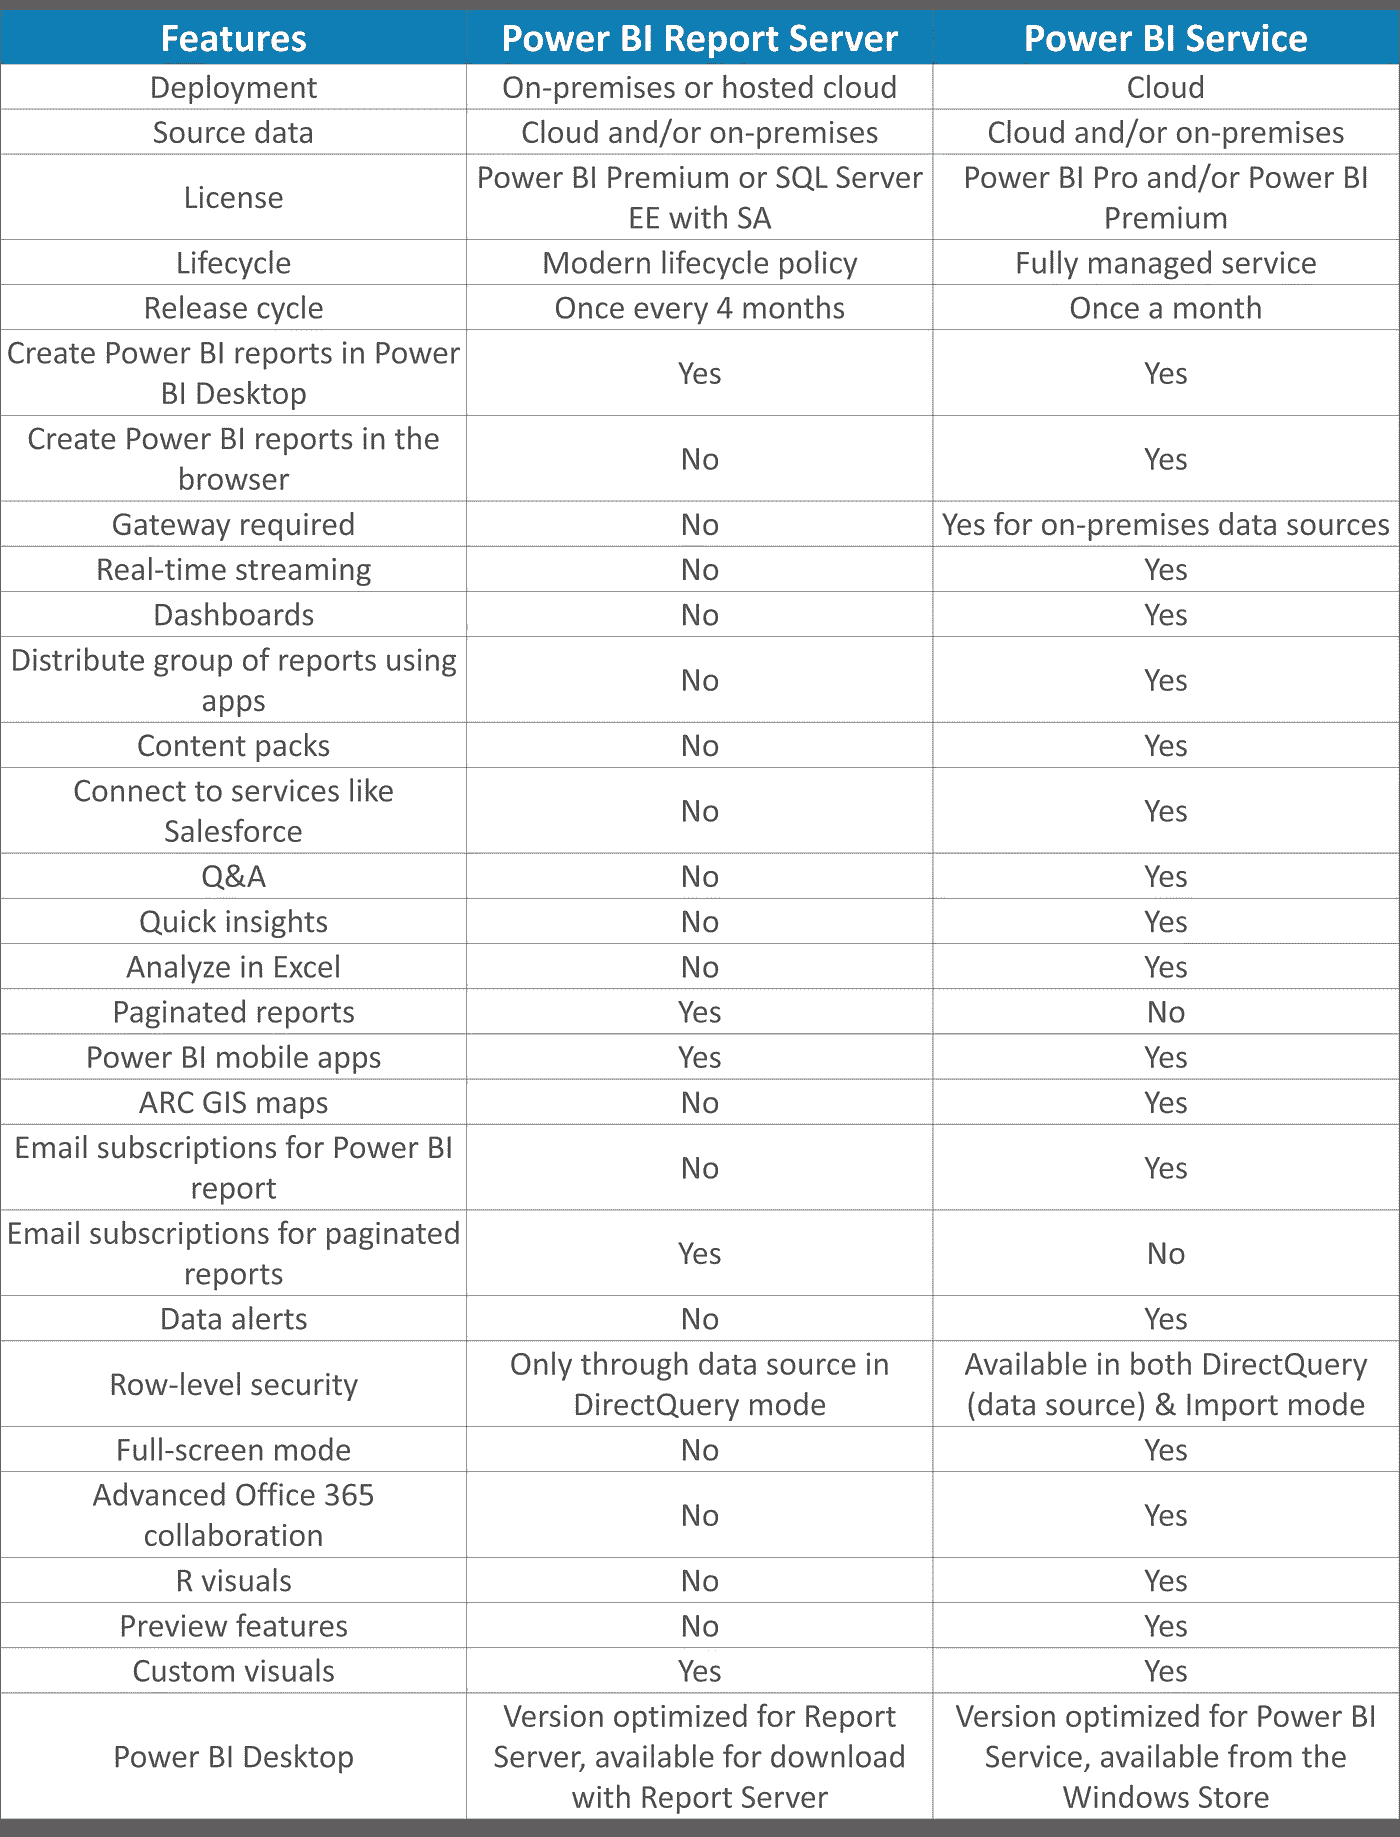 Features Power BI Report Server Power BI Service
Deployment On-premises or hosted cloud Cloud
Source data Cloud and/or on-premises Cloud and/or on-premises
License Power BI Premium or SQL Server EE with SA Power BI Pro and/or Power BI Premium
Lifecycle Modern lifecycle policy Fully managed service
Release cycle Once every 4 months Once a month
Create Power BI reports in Power BI Desktop Yes Yes
Create Power BI reports in the browser No Yes
Gateway required No Yes for on-premises data sources
Real-time streaming No Yes
Dashboards No Yes
Distribute group of reports using apps No Yes
Content packs No Yes
Connect to services like Salesforce No Yes
Q&A No Yes
Quick insights No Yes
Analyze in Excel No Yes
Paginated reports Yes No
Power BI mobile apps Yes Yes
ARC GIS maps No Yes
Email subscriptions for Power BI report No Yes
Email subscriptions for paginated reports Yes No
Data alerts No Yes
Row-level security Only through data source in DirectQuery mode Available in both DirectQuery (data source) & Import mode
Full-screen mode No Yes
Advanced Office 365 collaboration No Yes
R visuals No Yes
Preview features No Yes
Custom visuals Yes Yes
Power BI Desktop Version optimized for Report Server, available for download with Report Server Version optimized for Power BI Service, available from the Windows Store